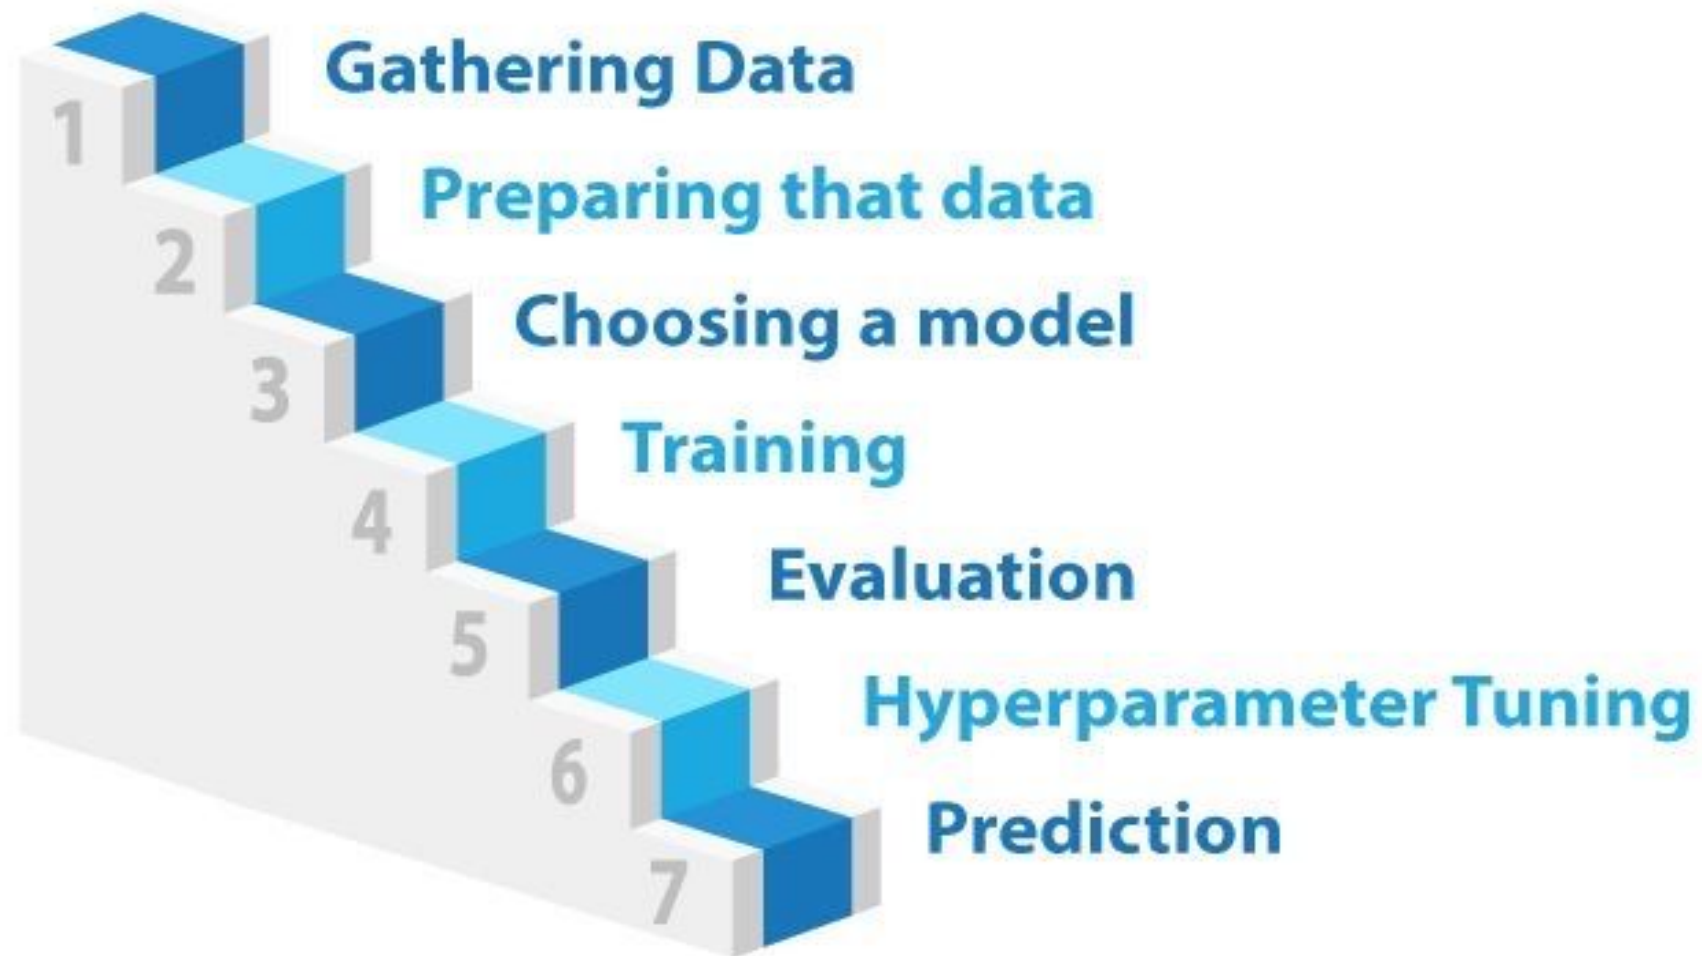 1
Gathering Data
2
Preparing that data
3
Choosing a model
4
Training
5
Evaluation
6
Hyperparameter Tuning
7
Prediction